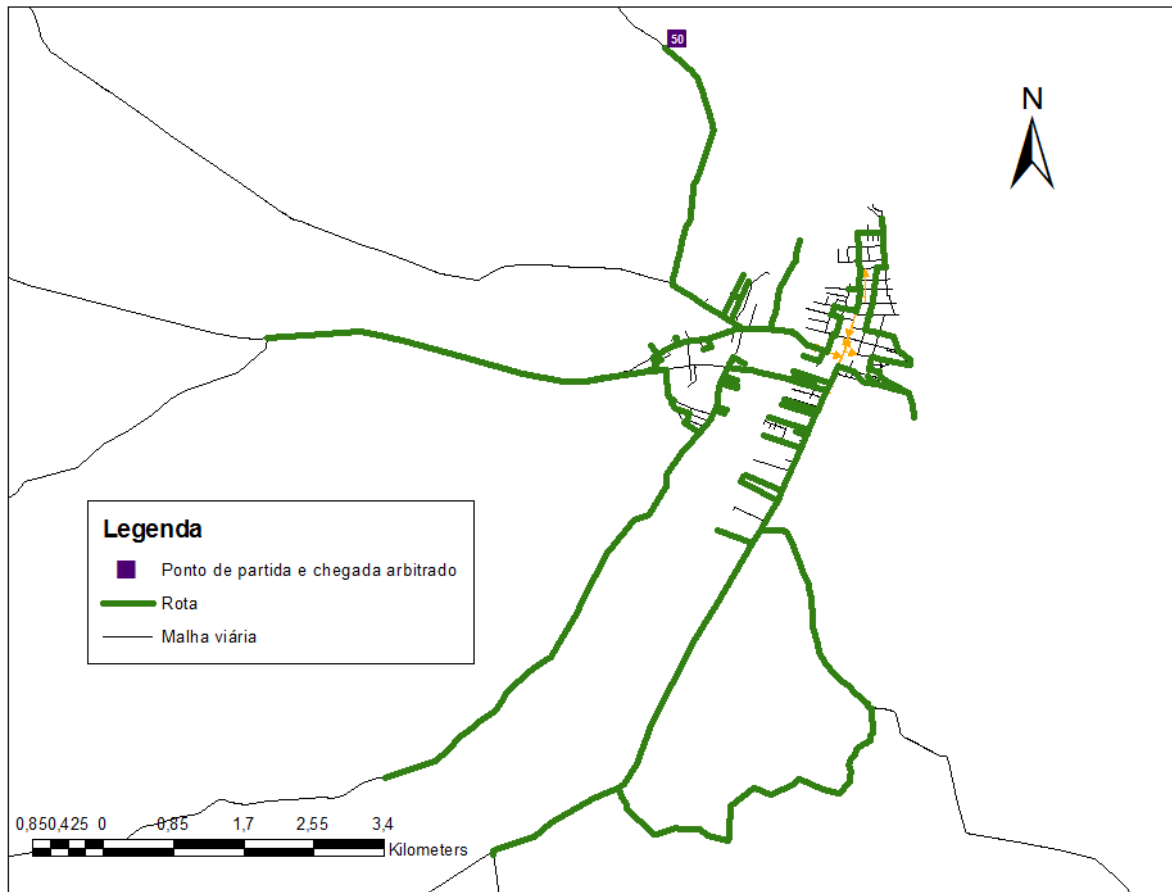 50
N
Legenda
Ponto de partida e chegada arbitrado
Rota
Malha viária
0,850,425 0 0,85 1,7 2,55 3,4
Kilometers